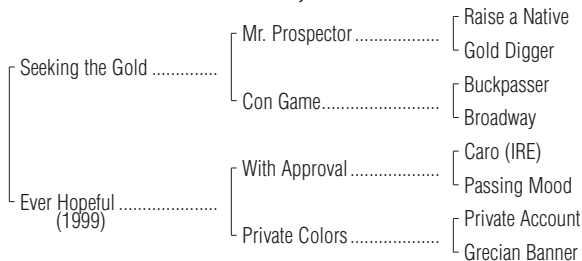 Raise a Native
Mr. Prospector ..................
Gold Digger
Seeking the Gold ..............
Buckpasser
Con Game.........................
Broadway
Caro (IRE)
With Approval ...................
Passing Mood
Ever Hopeful .....................
(1999)
Private Account
Private Colors ...................
Grecian Banner